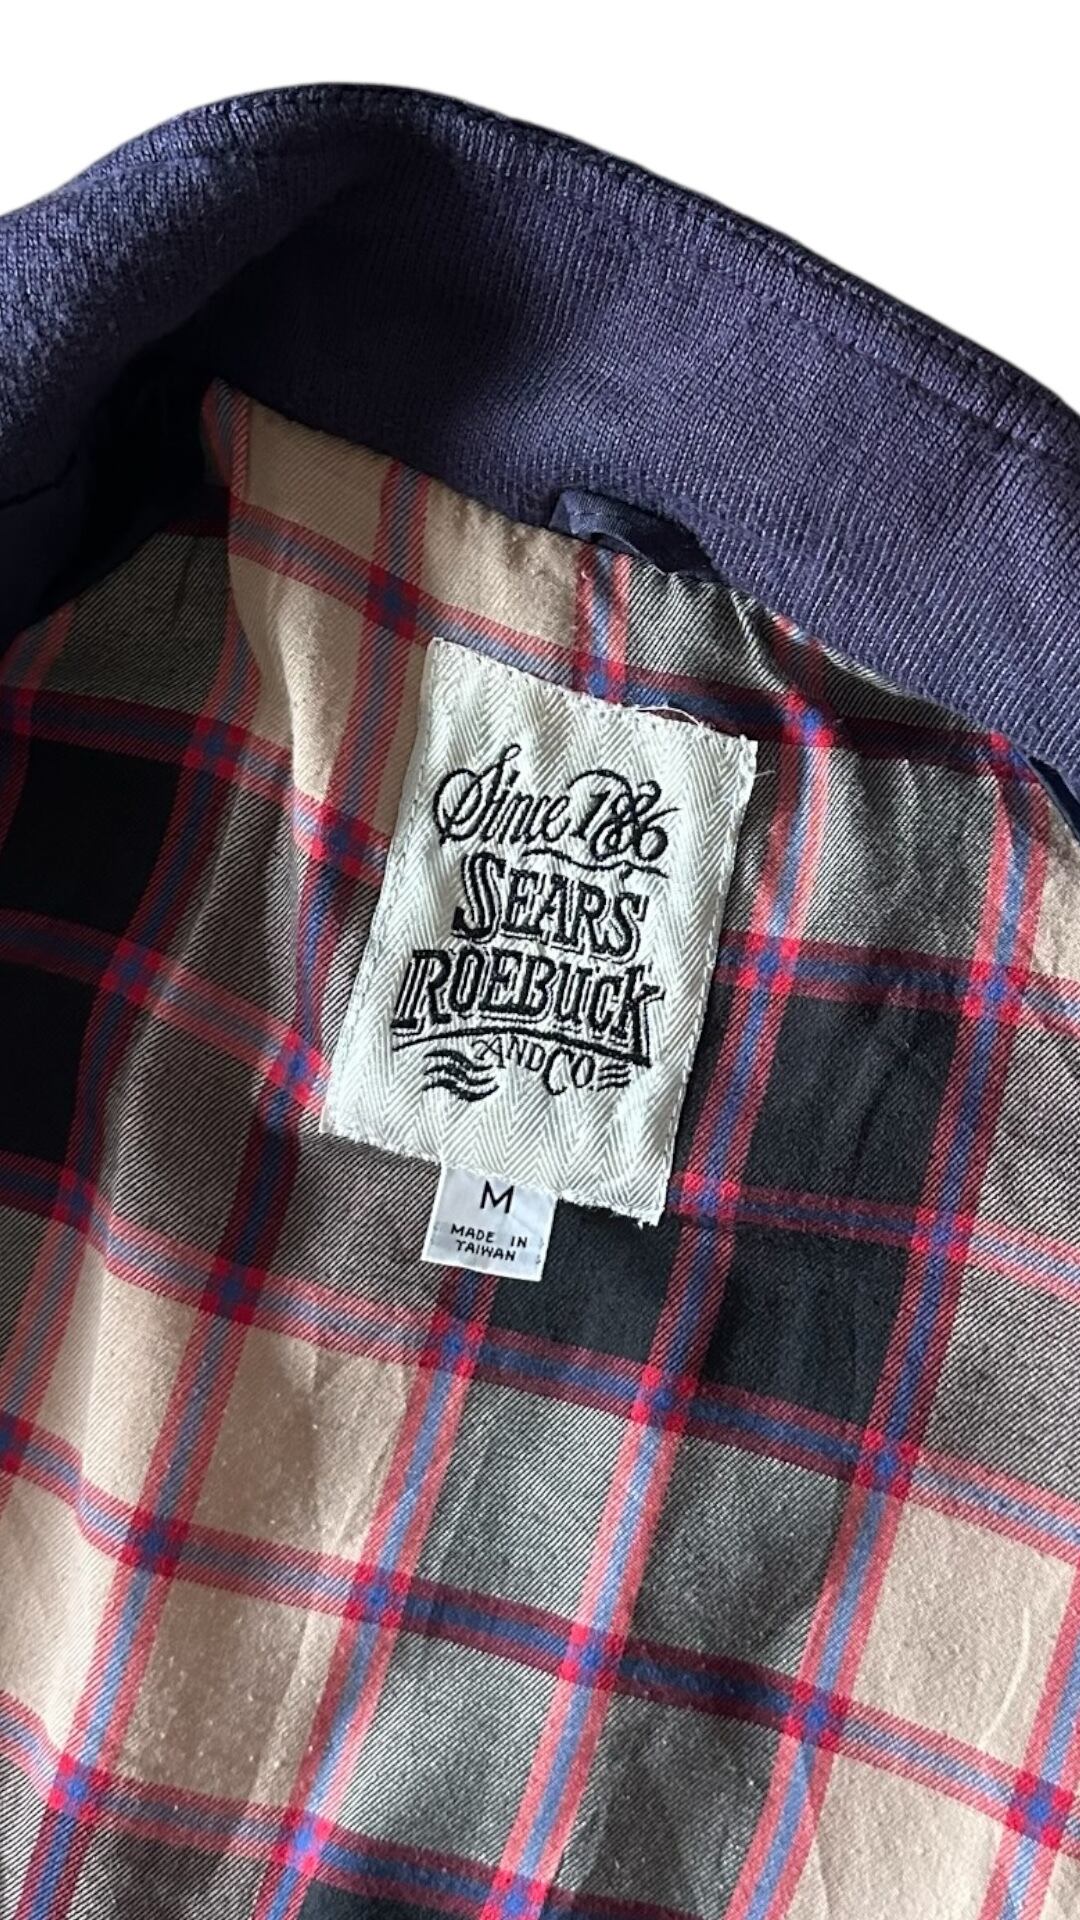 Since 1886
SEARS
ROEBUCK
AND CO.
M
MADE IN
TAIWAN